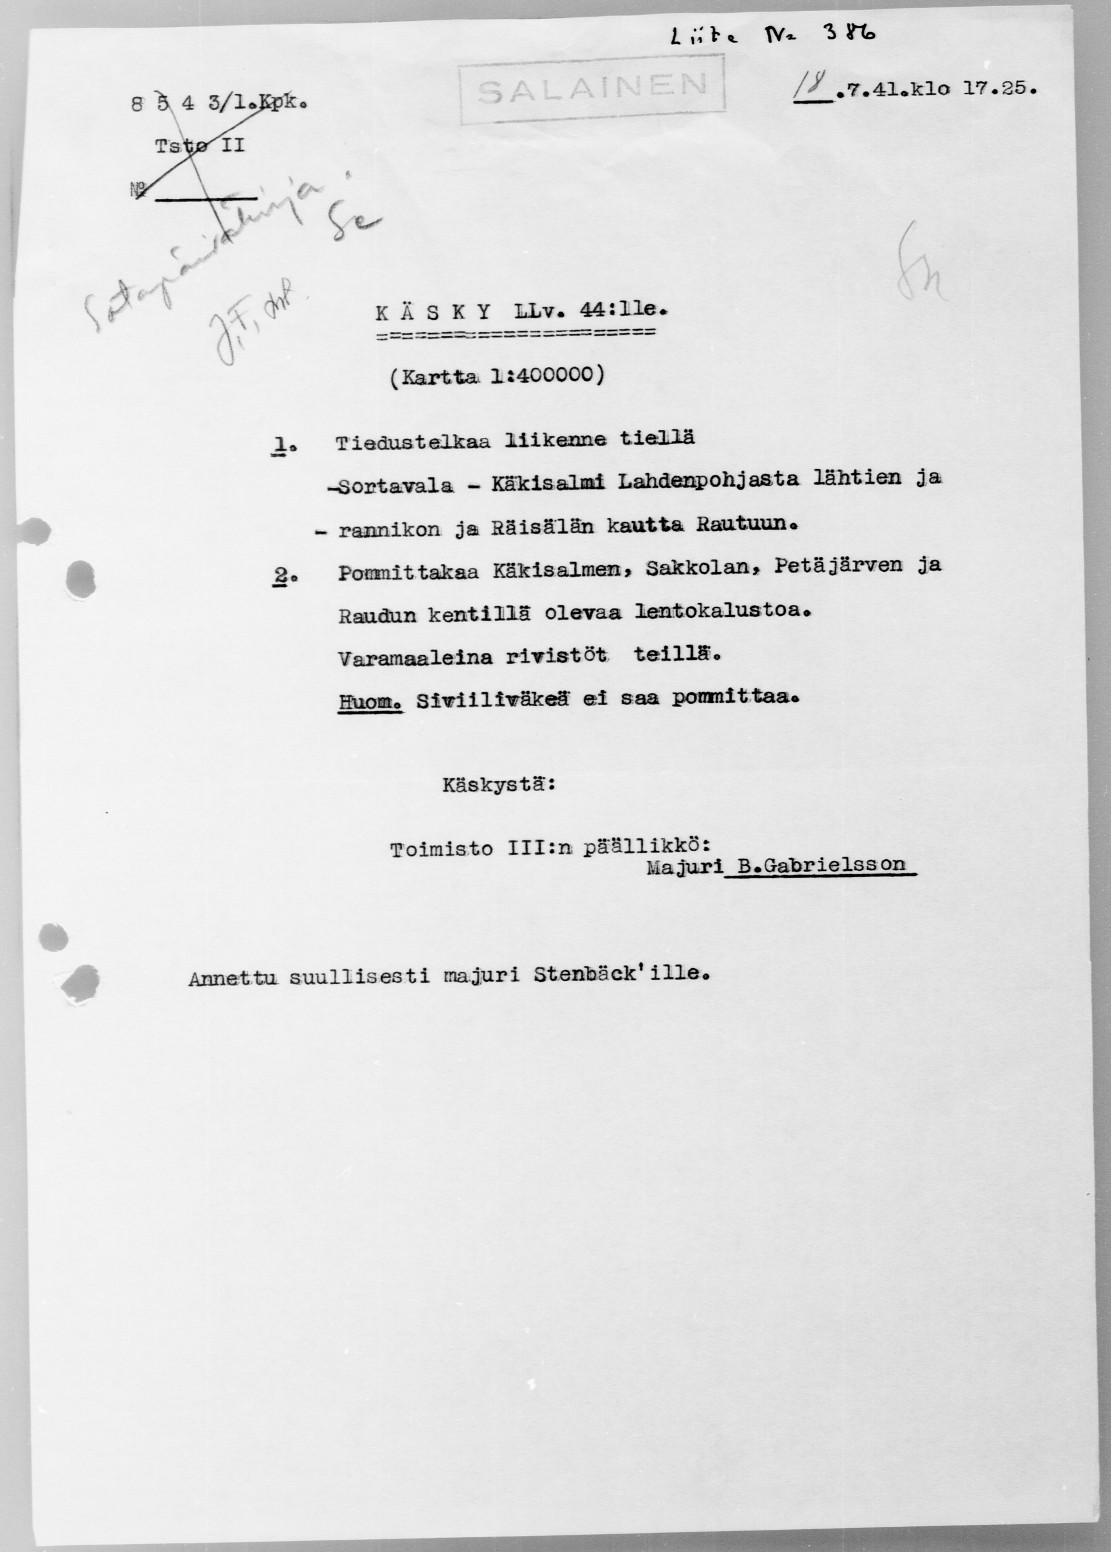 Liite No 386
SALAINEN
18.7.41.klo 17.25.
8 5 4 3/1.Kpk.
Tsto II
No
Sotapäiväkirja.
K Ä S K Y LLv. 44:lle.
======================
(Kartta 1:400000)
1. Tiedustelkaa liikenne tiellä
-Sortavala - Käkisalmi Lahdenpohjasta lähtien ja
- rannikon ja Räisälän kautta Rautuun.
2. Pommittakaa Käkisalmen, Sakkolan, Petäjärven ja
Raudun kentillä olevaa lentokalustoa.
Varamaaleina rivistöt teillä.
Huom. Siviiliväkeä ei saa pommittaa.
Käskystä:
Toimisto III:n päällikkö:
Majuri B.Gabrielsson
Annettu suullisesti majuri Stenbäck'ille.